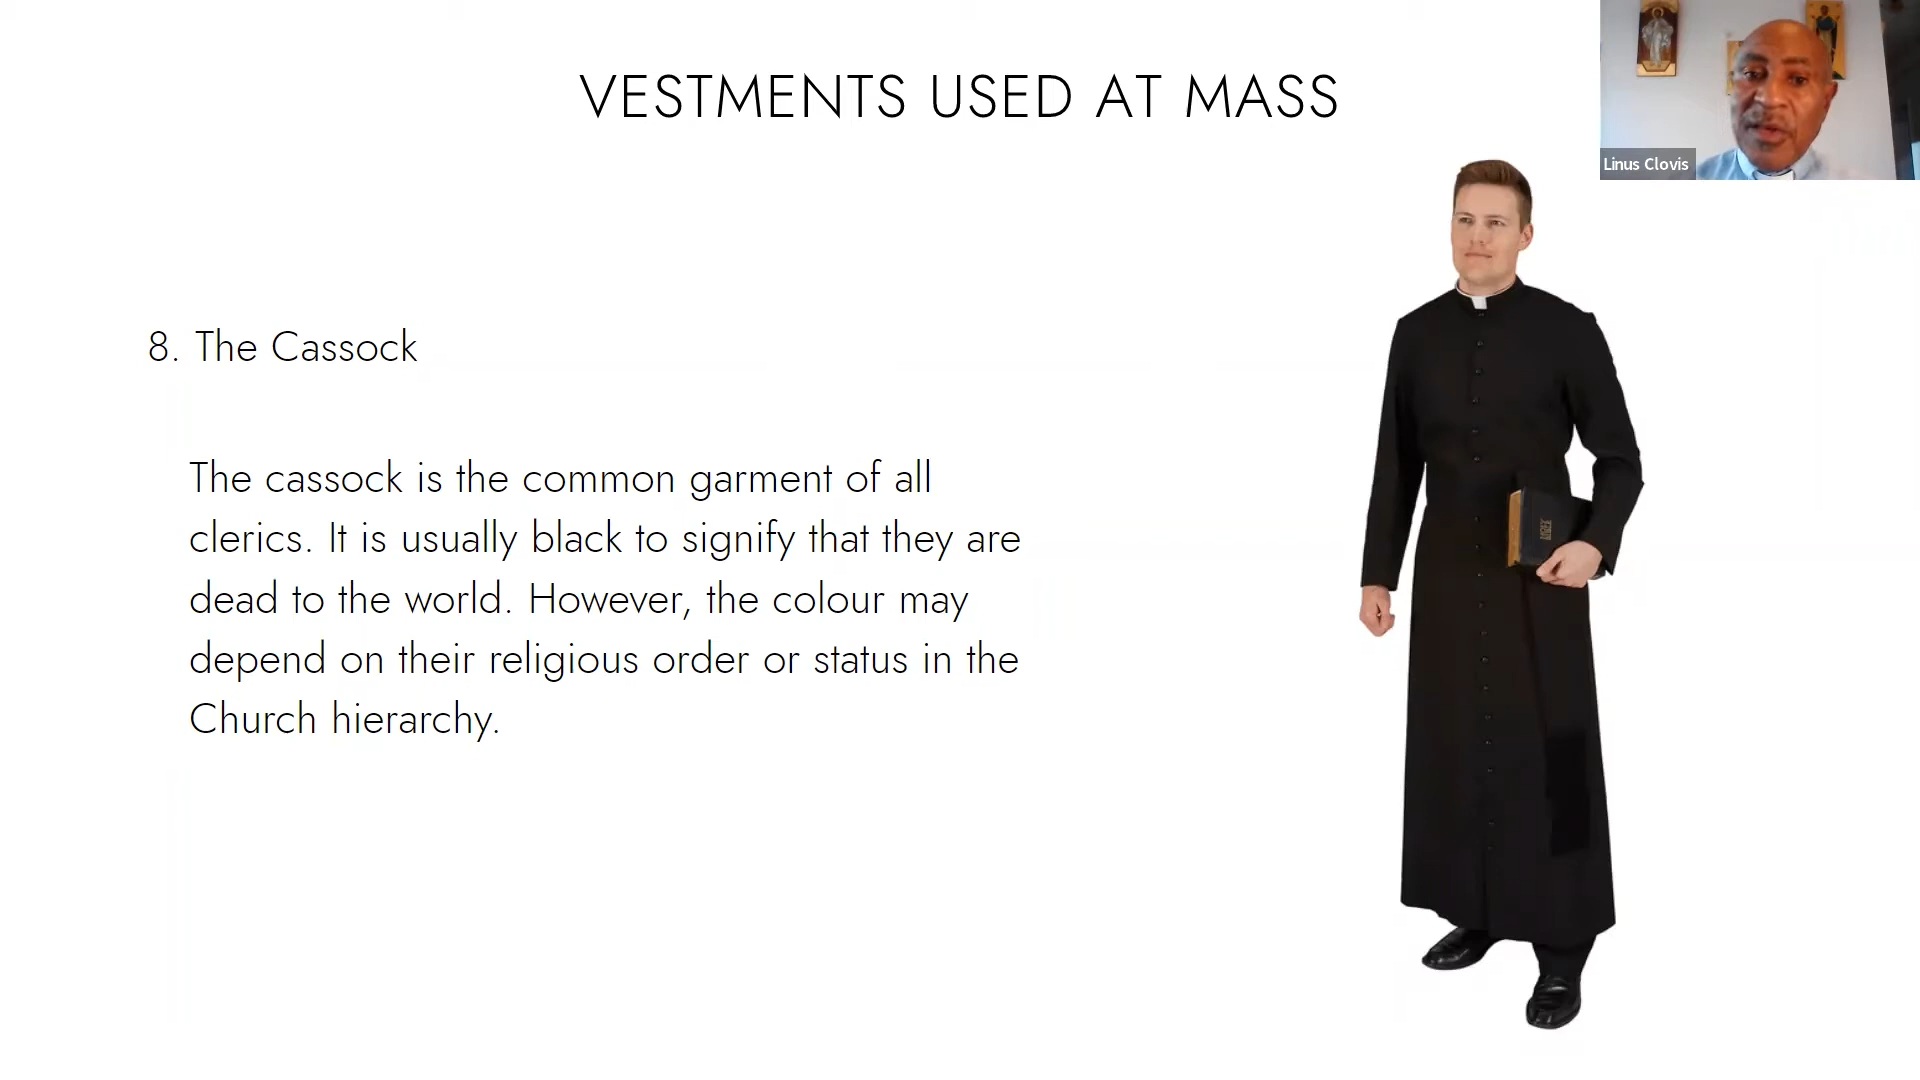 VESTMENTS USED AT MASS
Linus Clovis
8. The Cassock
The cassock is the common garment of all
clerics. It is usually black to signify that they are
dead to the world. However, the colour may
depend on their religious order or status in the
Church hierarchy.